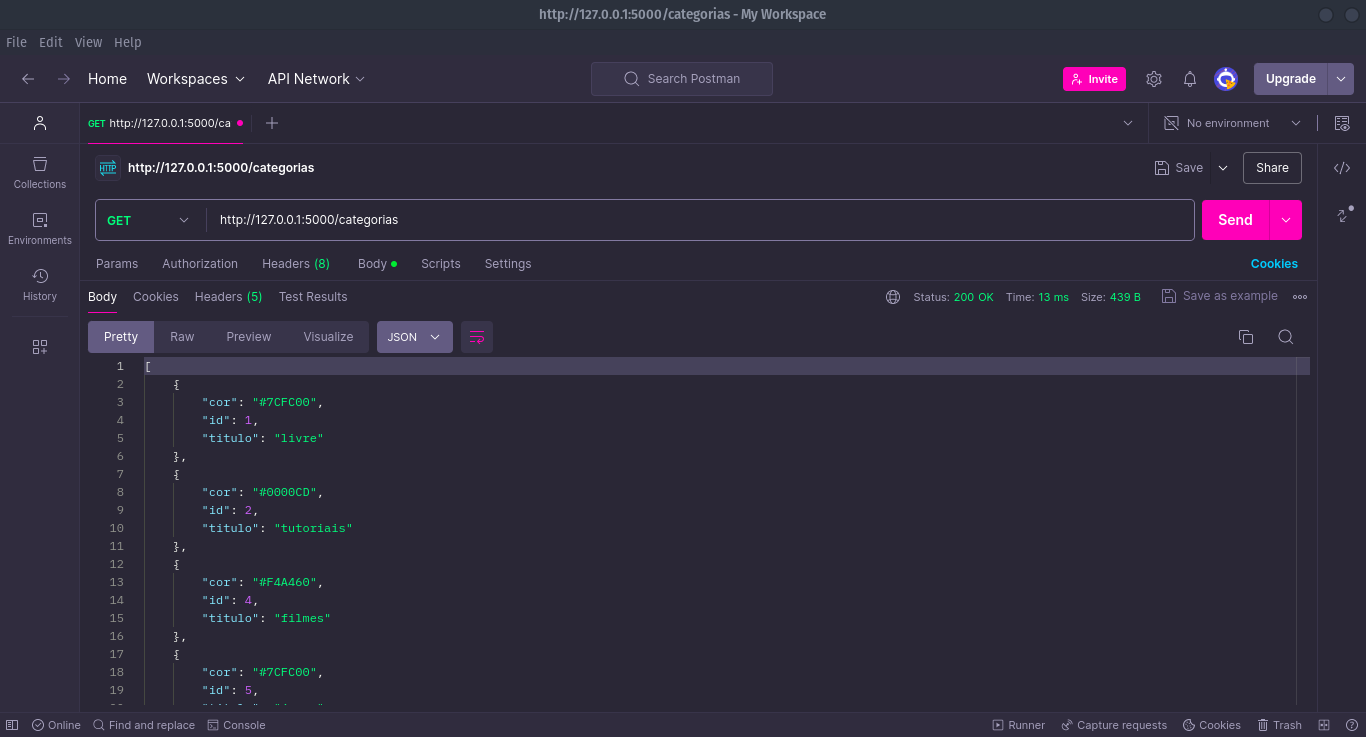 http://127.0.0.1:5000/categorias - My Workspace
File Edit View Help
Home Workspaces API Network Search Postman Invite Upgrade
GET http://127.0.0.1:5000/ca No environment
HTTP http://127.0.0.1:5000/categorias Save Share
Collections
GET http://127.0.0.1:5000/categorias Send
Environments
Params Authorization Headers (8) Body Scripts Settings Cookies
History
Body Cookies Headers (5) Test Results Status: 200 OK Time: 13 ms Size: 439 B Save as example
Pretty Raw Preview Visualize JSON
1 [
2 {
3 "cor": "#7CFC00",
4 "id": 1,
5 "titulo": "livre"
6 },
7 {
8 "cor": "#0000CD",
9 "id": 2,
10 "titulo": "tutoriais"
11 },
12 {
13 "cor": "#F4A460",
14 "id": 4,
15 "titulo": "filmes"
16 },
17 {
18 "cor": "#7CFC00",
19 "id": 5,
Online Find and replace Console Runner Capture requests Cookies Trash